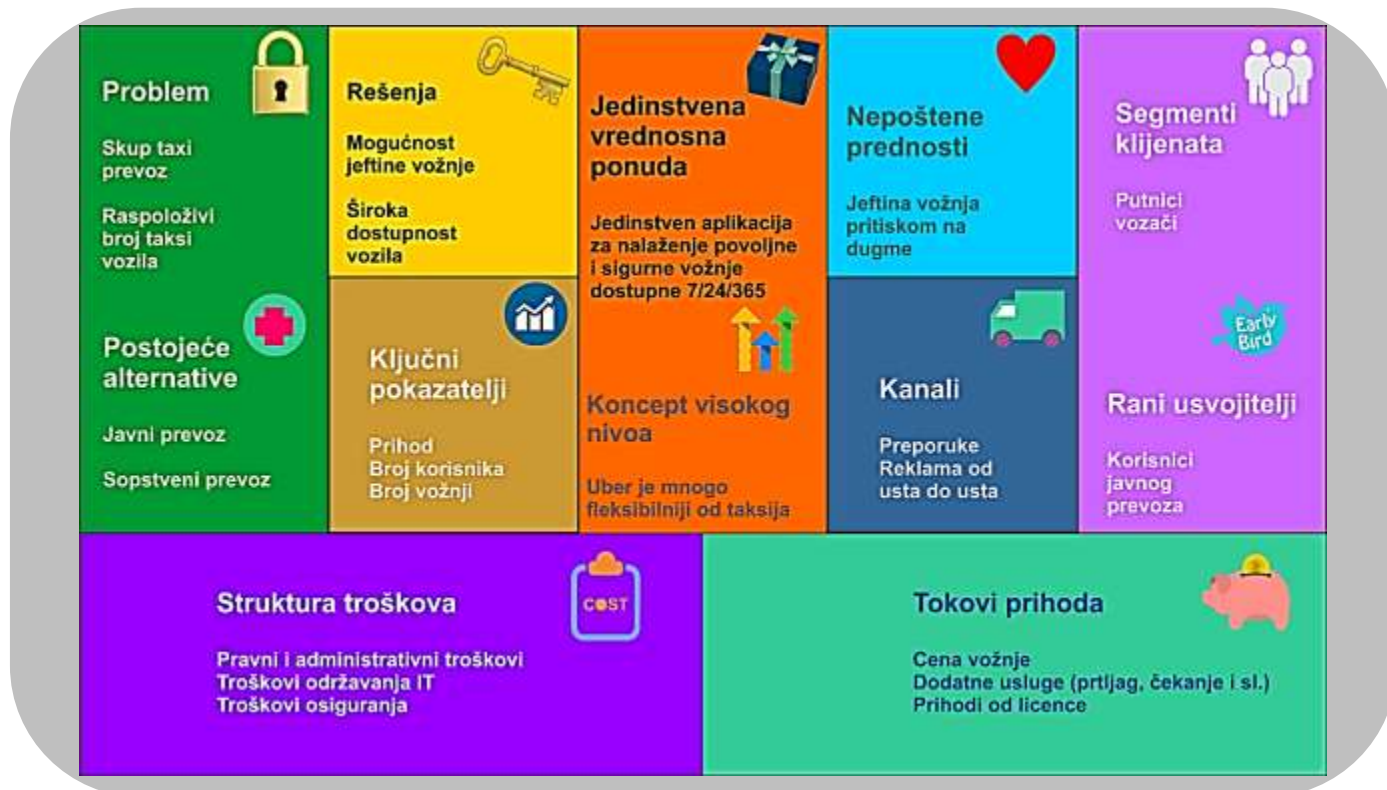 Problem
Skup taxi
prevoz
Raspoloživi
broj taksi
vozila
Postojeće
alternative
Javni prevoz
Sopstveni prevoz
Rešenja
Mogućnost
jeftine vožnje
Široka
dostupnost
vozila
Ključni
pokazatelji
Prihod
Broj korisnika
Broj vožnji
Jedinstvena
vrednosna
ponuda
Jedinstven aplikacija
za nalaženje povoljne
i sigurne vožnje
dostupne 7/24/365
Koncept visokog
nivoa
Uber je mnogo
fleksibilniji od taksija
Nepoštene
prednosti
Jeftina vožnja
pritiskom na
dugme
Kanali
Preporuke
Reklama od
usta do usta
Segmenti
klijenata
Putnici
vozači
Early
Bird
Rani usvojitelji
Korisnici
javnog
prevoza
Struktura troškova
COST
Pravni i administrativni troškovi
Troškovi održavanja IT
Troškovi osiguranja
Tokovi prihoda
Cena vožnje
Dodatne usluge (prtljag, čekanje i sl.)
Prihodi od licence